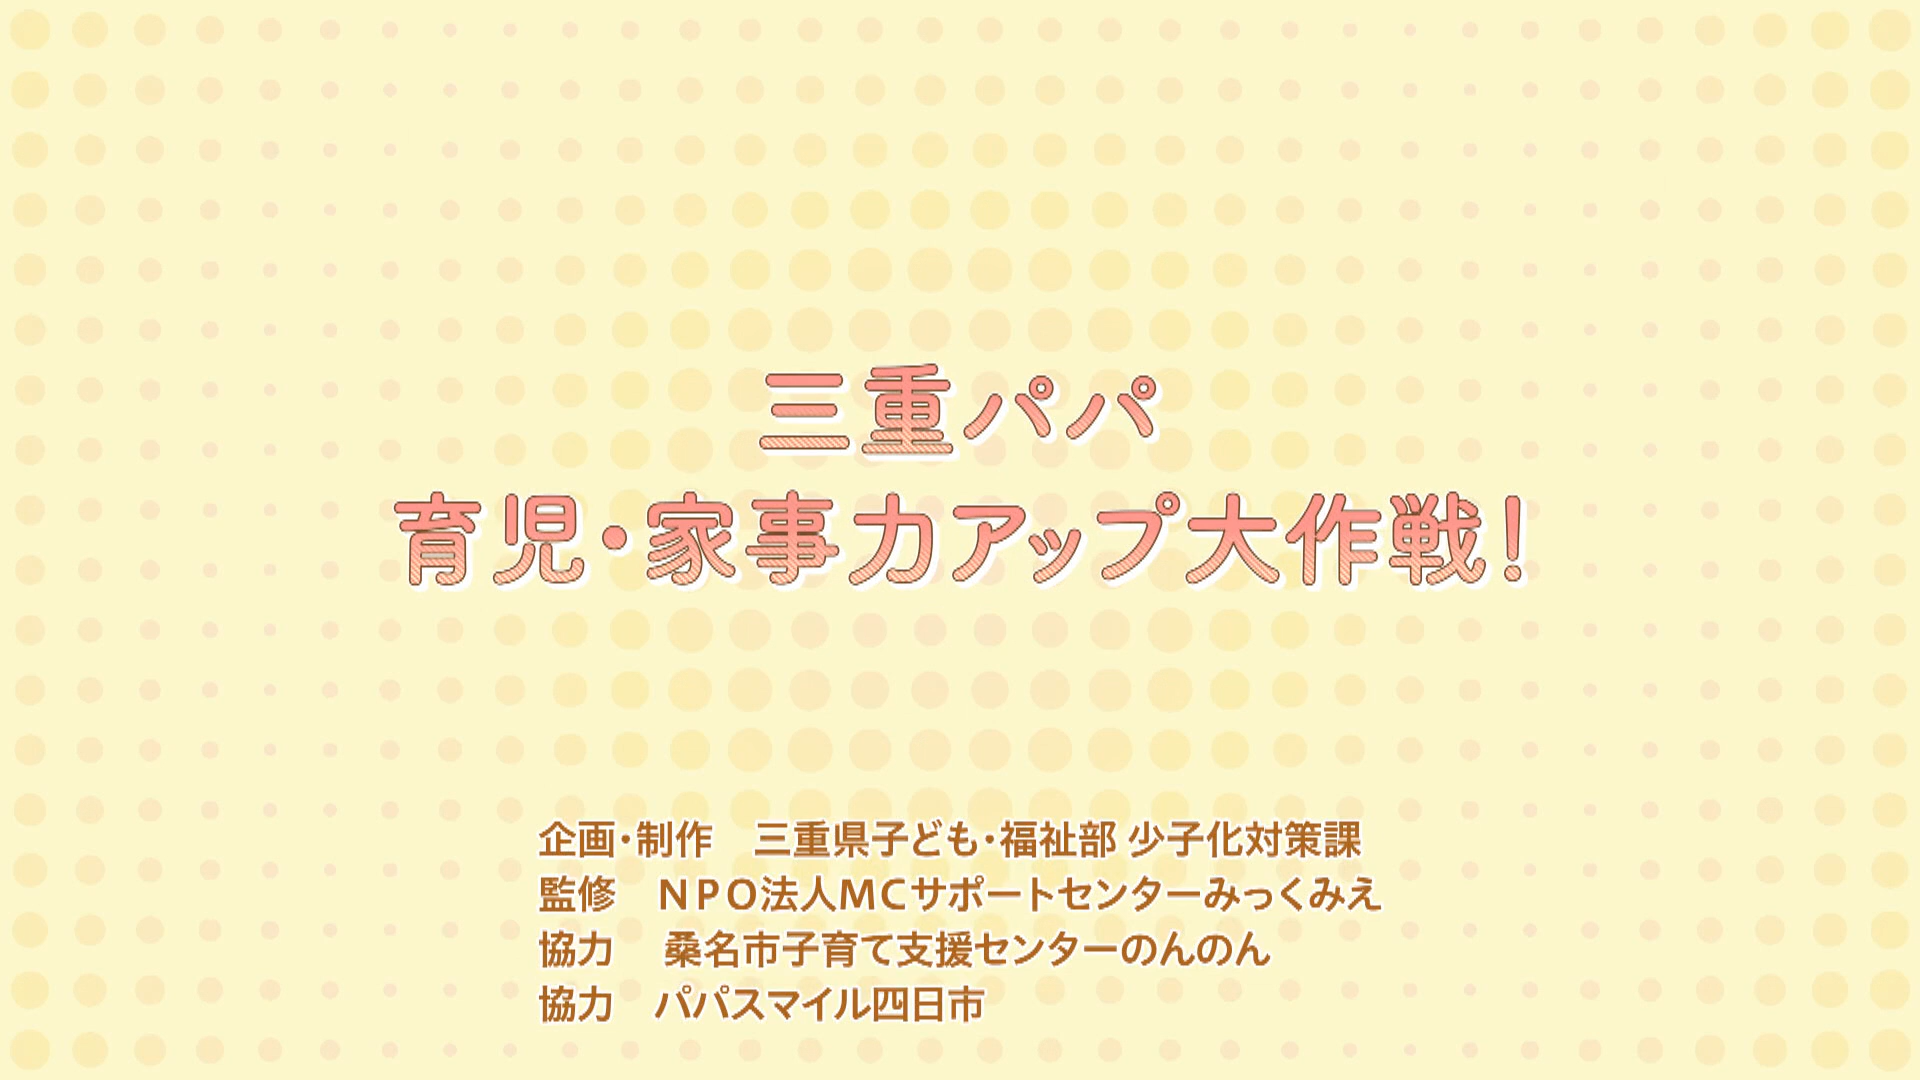 三重パパ
育児・家事力アップ大作戦!
企画・制作　三重県子ども・福祉部 少子化対策課
監修　NPO法人MCサポートセンターみっくみえ
協力　桑名市子育て支援センターのんのん
協力　パパスマイル四日市